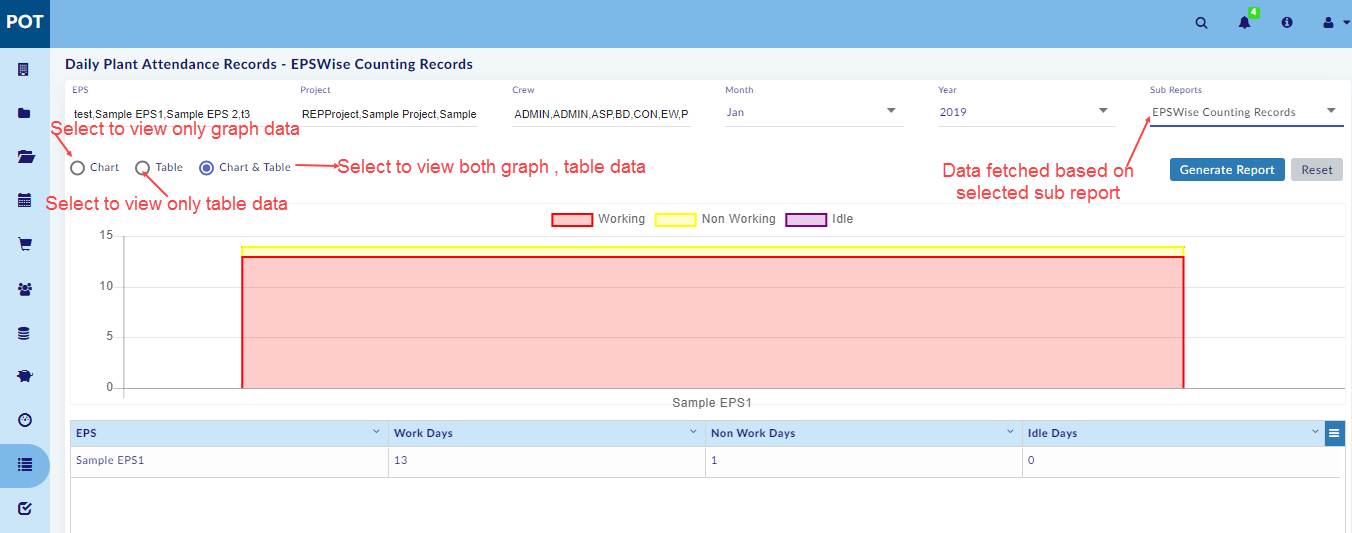 POT
4
Daily Plant Attendance Records - EPSWise Counting Records
EPS Project Crew Month Year Sub Reports
test,Sample EPS1,Sample EPS 2,t3 REPProject,Sample Project,Sample ADMIN,ADMIN,ASP,BD,CON,EW,P Jan 2019 EPSWise Counting Records
Select to view only graph data
Chart Table Chart & Table
Select to view both graph , table data
Data fetched based on
selected sub report
Generate Report Reset
Select to view only table data
Working Non Working Idle
15
10
5
0
Sample EPS1
EPS Work Days Non Work Days Idle Days
Sample EPS1 13 1 0